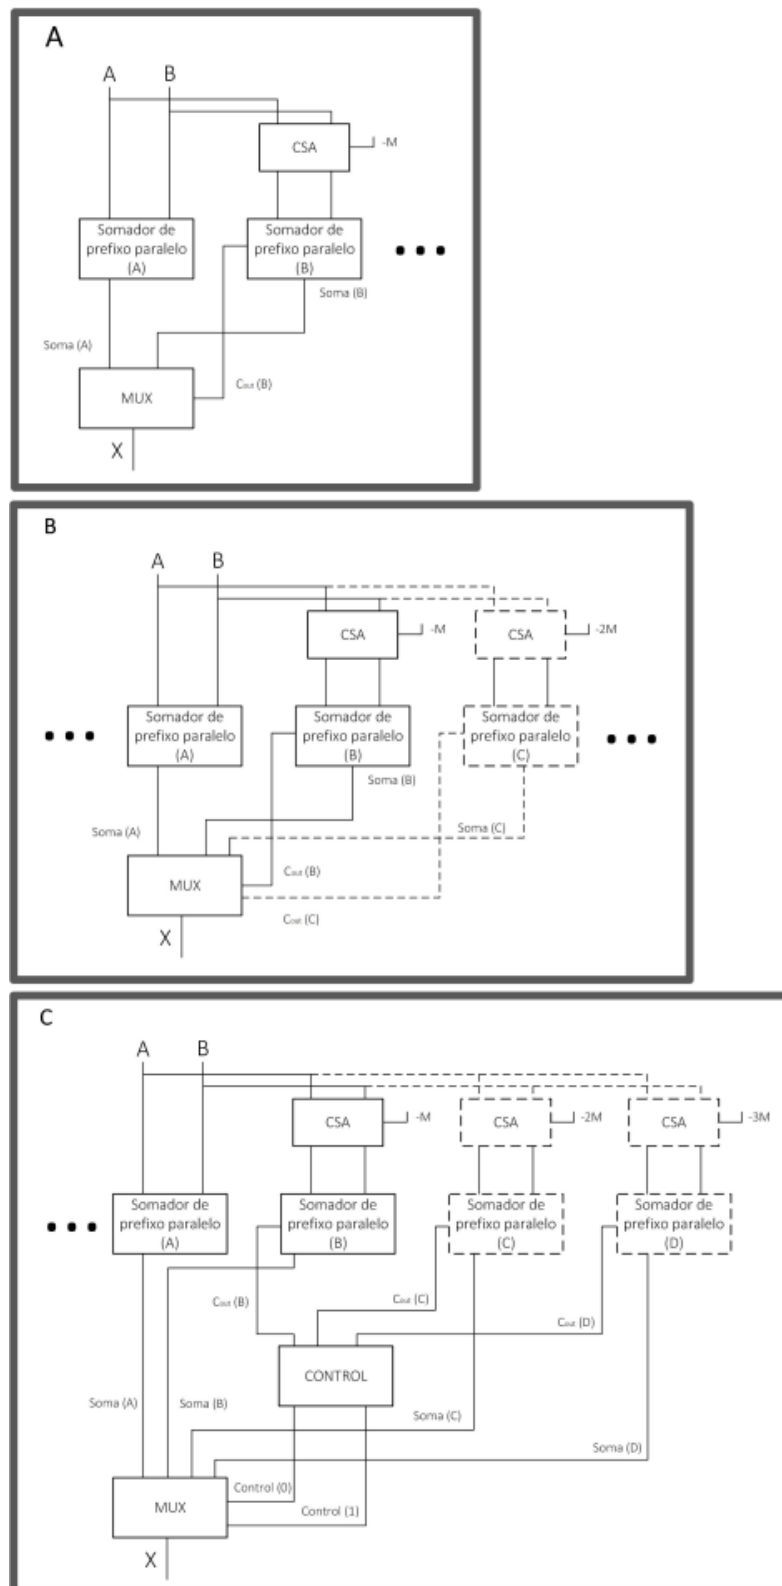 A
A B
CSA -M
Somador de
prefixo paralelo
(A)
Somador de
prefixo paralelo
(B)
Soma (B)
Soma (A)
Cout (B)
MUX
X
B
A B
CSA -M
CSA -2M
Somador de
prefixo paralelo
(A)
Somador de
prefixo paralelo
(B)
Somador de
prefixo paralelo
(C)
Soma (B)
Soma (A)
Soma (C)
Cout (B)
MUX
Cout (C)
X
C
A B
CSA -M
CSA -2M
CSA -3M
Somador de
prefixo paralelo
(A)
Somador de
prefixo paralelo
(B)
Somador de
prefixo paralelo
(C)
Somador de
prefixo paralelo
(D)
Cout (B)
Cout (C)
Cout (D)
CONTROL
Soma (A)
Soma (B)
Soma (C)
Soma (D)
Control (0)
MUX
Control (1)
X